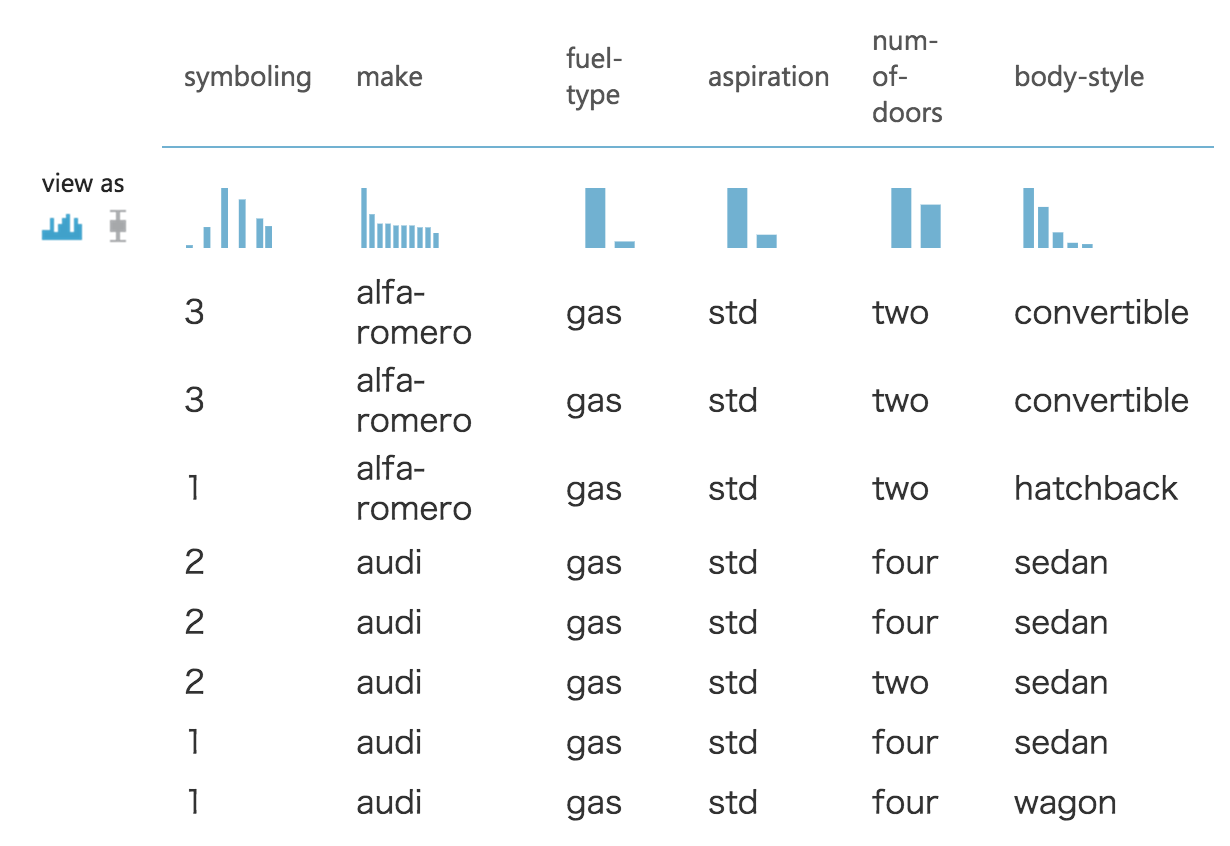 symboling make fuel-type aspiration num-of-doors body-style
view as
3 alfa-romero gas std two convertible
3 alfa-romero gas std two convertible
1 alfa-romero gas std two hatchback
2 audi gas std four sedan
2 audi gas std four sedan
2 audi gas std two sedan
1 audi gas std four sedan
1 audi gas std four wagon